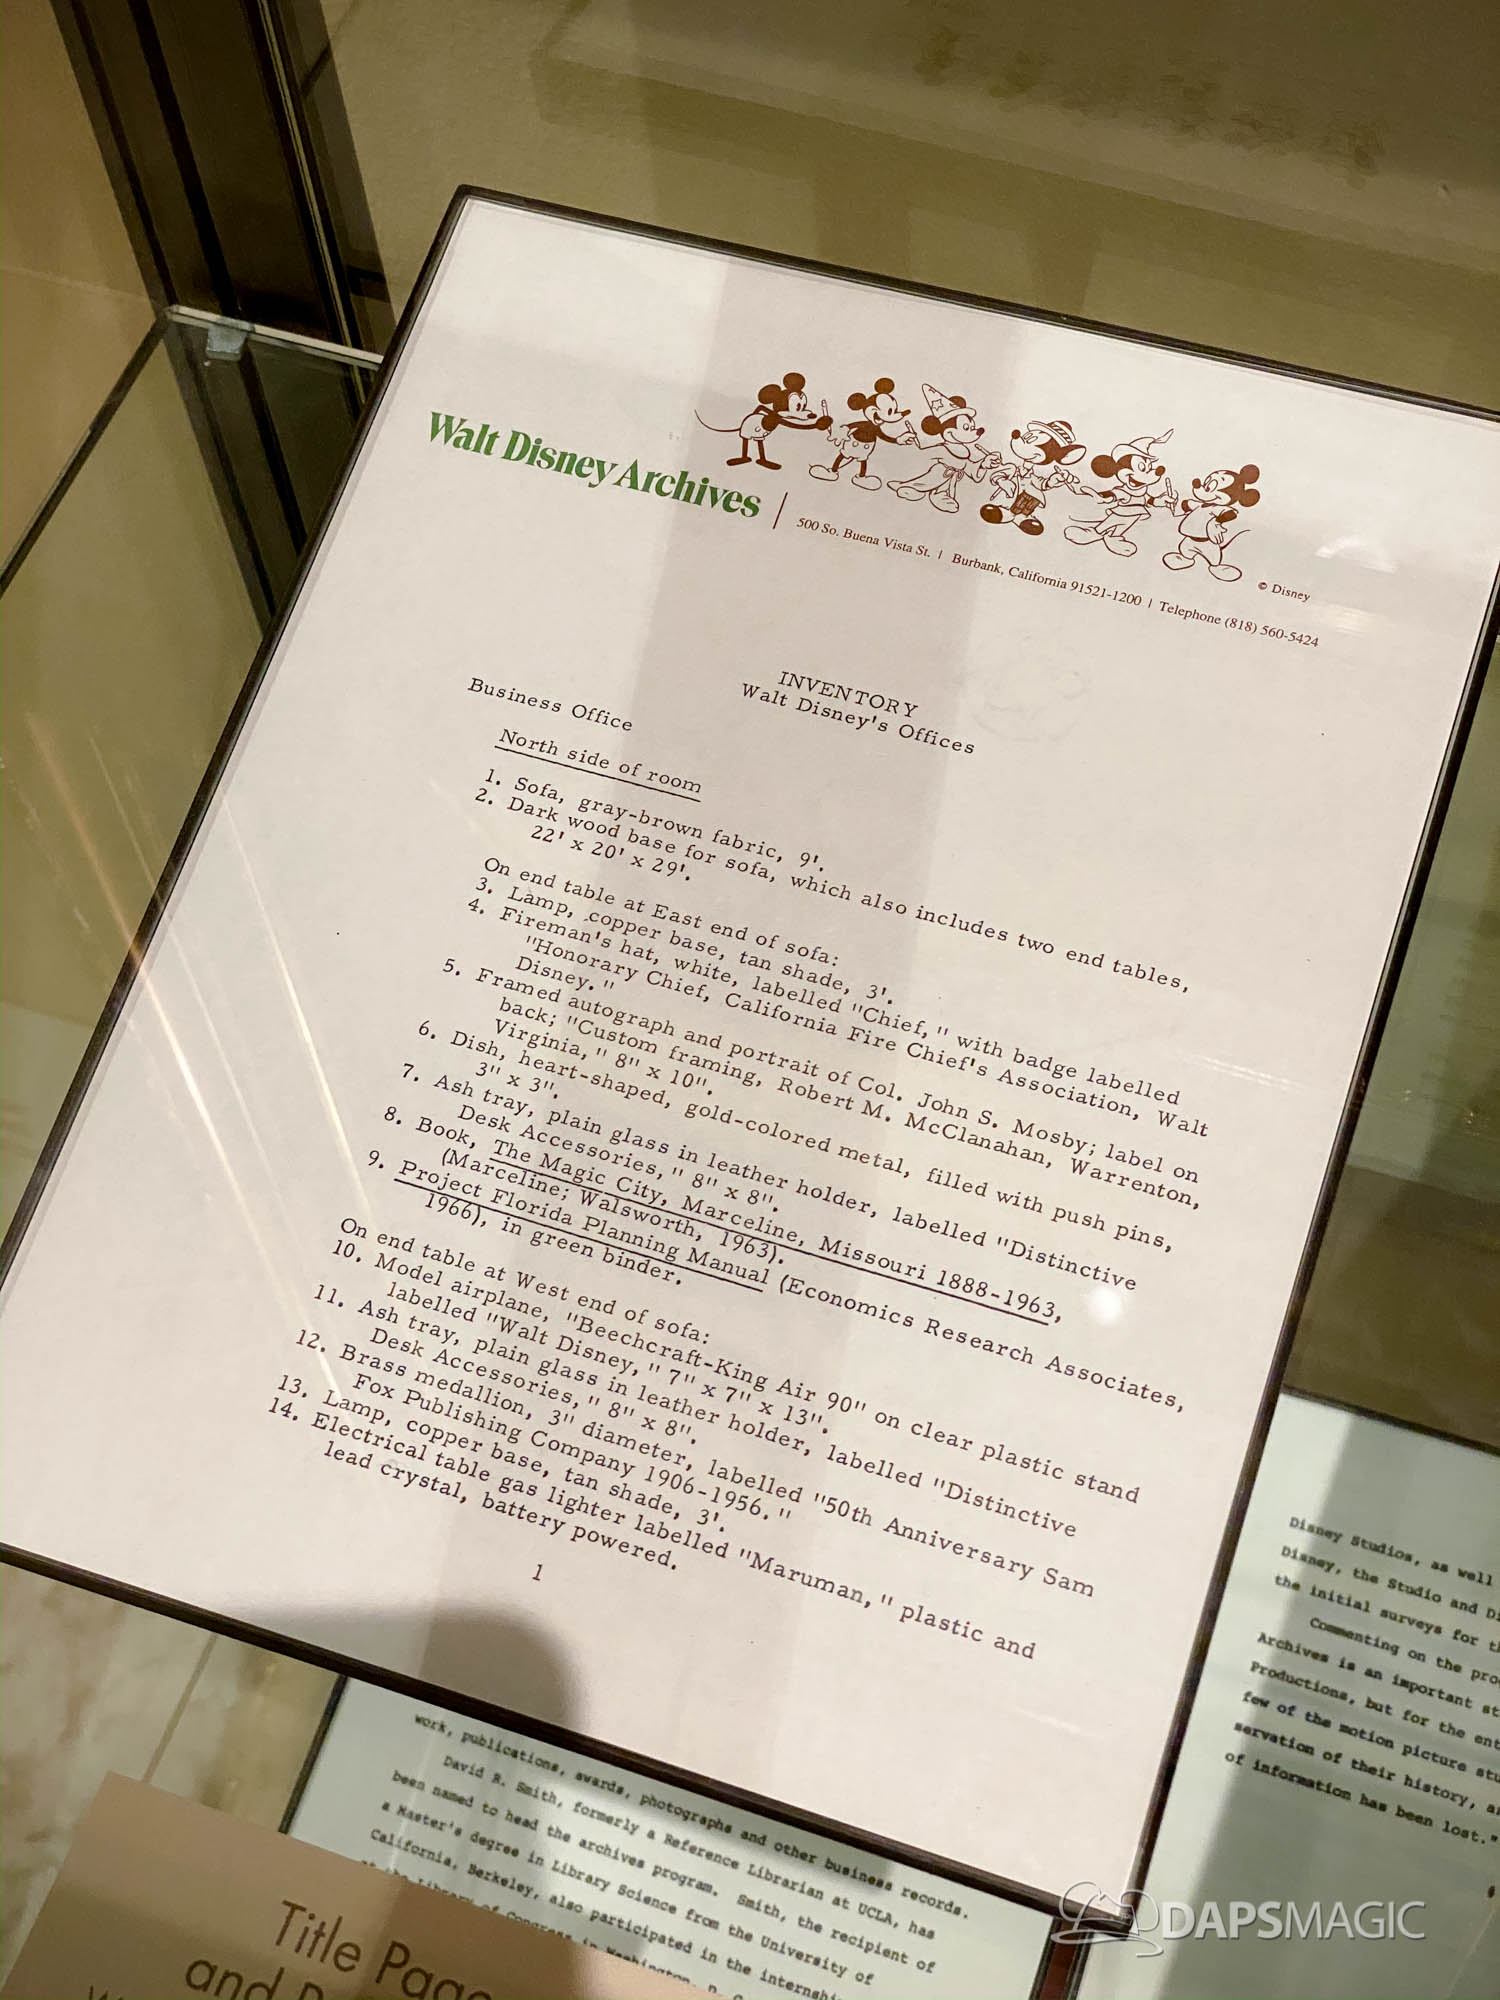 Walt Disney Archives
500 So. Buena Vista St. | Burbank, California 91521-1200 | Telephone (818) 560-5424
© Disney
INVENTORY
Walt Disney's Offices
Business Office
North side of room
1. Sofa, gray-brown fabric, 9'.
2. Dark wood base for sofa, which also includes two end tables,
22' x 20' x 29'.
On end table at East end of sofa:
3. Lamp, copper base, tan shade, 3'.
4. Fireman's hat, white, labelled "Chief," with badge labelled
"Honorary Chief, California Fire Chief's Association, Walt
Disney."
5. Framed autograph and portrait of Col. John S. Mosby; label on
back; "Custom framing, Robert M. McClanahan, Warrenton,
Virginia," 8" x 10".
6. Dish, heart-shaped, gold-colored metal, filled with push pins,
3" x 3".
7. Ash tray, plain glass in leather holder, labelled "Distinctive
Desk Accessories," 8" x 8".
8. Book, The Magic City, Marceline, Missouri 1888-1963,
(Marceline; Walsworth, 1963).
9. Project Florida Planning Manual (Economics Research Associates,
1966), in green binder.
On end table at West end of sofa:
10. Model airplane, "Beechcraft-King Air 90" on clear plastic stand
labelled "Walt Disney," 7" x 7" x 13".
11. Ash tray, plain glass in leather holder, labelled "Distinctive
Desk Accessories," 8" x 8".
12. Brass medallion, 3" diameter, labelled "50th Anniversary Sam
Fox Publishing Company 1906-1956."
13. Lamp, copper base, tan shade, 3'.
14. Electrical table gas lighter labelled "Maruman," plastic and
lead crystal, battery powered.
1
work, publications, awards, photographs and other business records.
David R. Smith, formerly a Reference Librarian at UCLA, has
been named to head the archives program. Smith, the recipient of
a Master's degree in Library Science from the University of
California, Berkeley, also participated in the internship
Library of Congress in Washington, D. C.
Disney Studios, as well
Disney, the Studio and
the initial surveys for
Commenting on the
Archives is an important
Productions, but for the
few of the motion picture
servation of their history,
of information has been lost."
Title Page
and
DAPSMAGIC